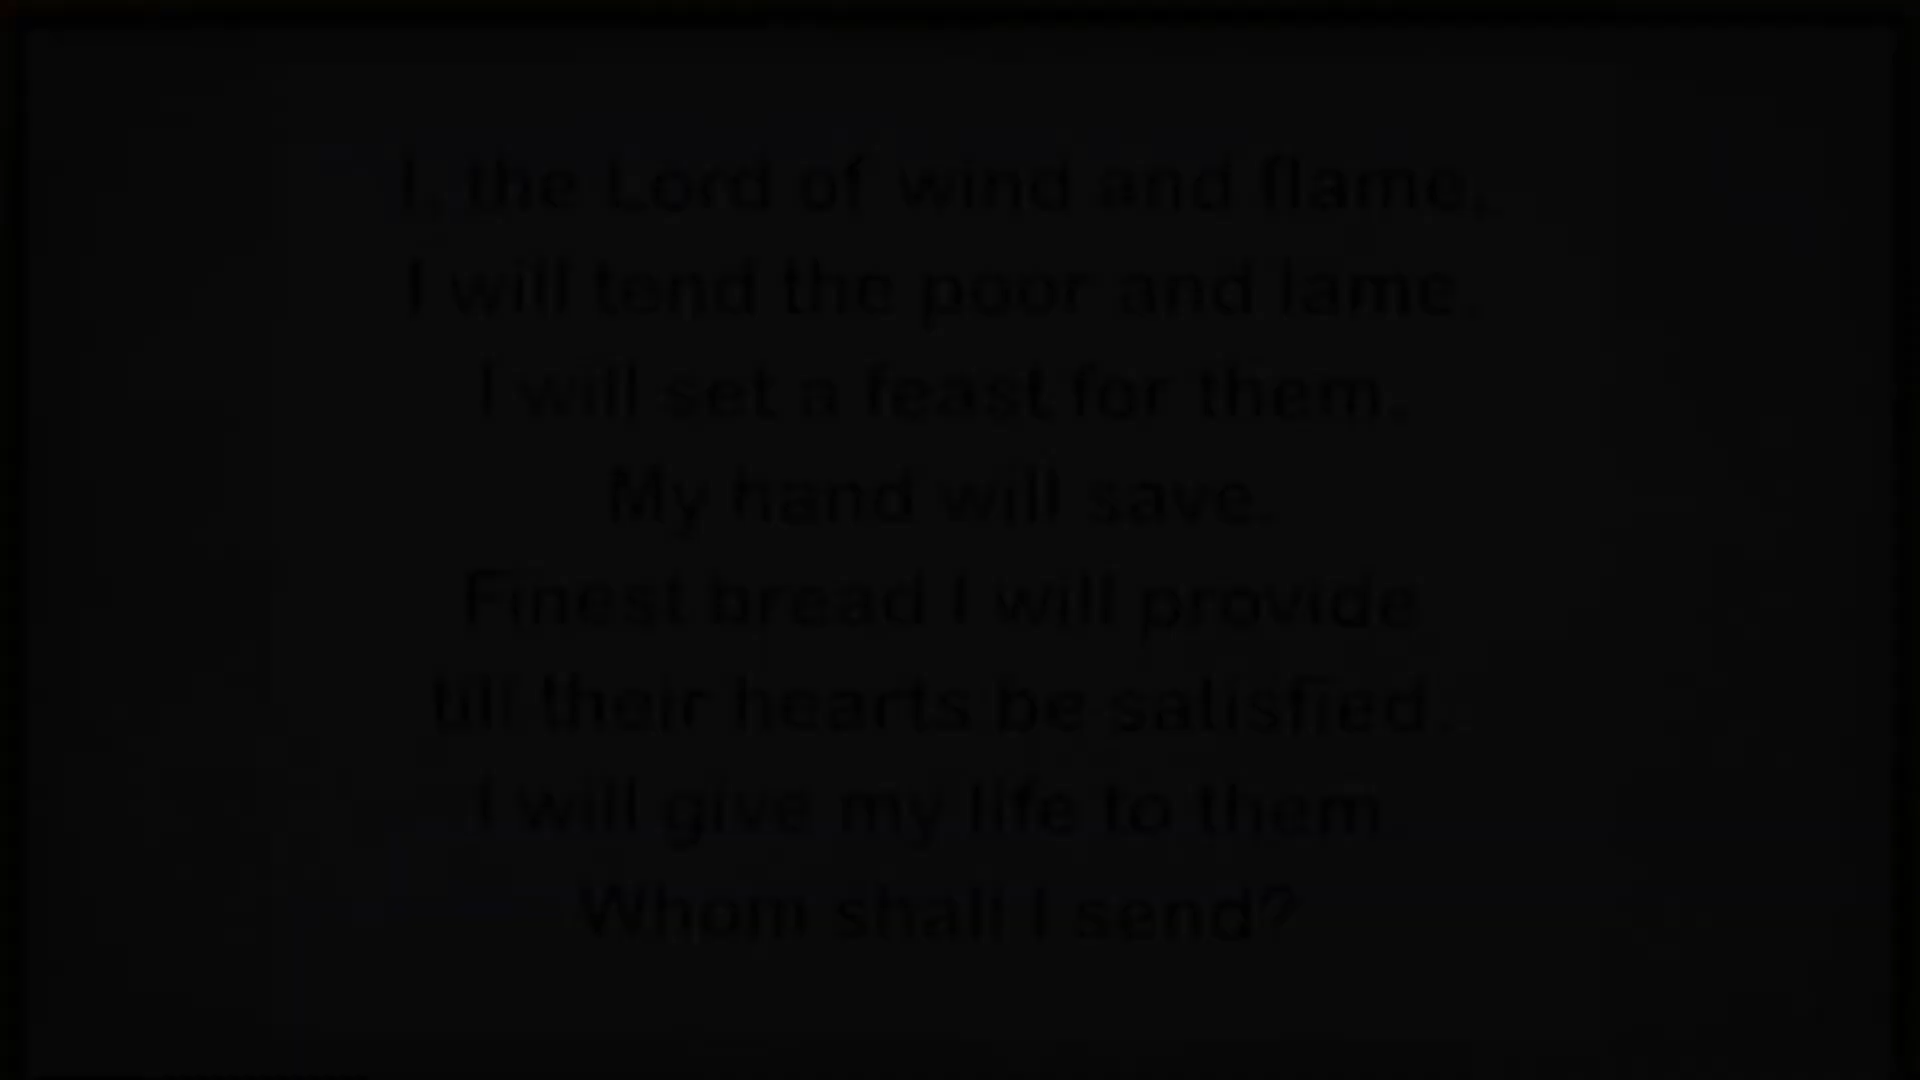 I, the Lord of wind and flame,
I will tend the poor and lame.
I will set a feast for them.
My hand will save.
Finest bread I will provide
till their hearts be satisfied.
I will give my life to them.
Whom shall I send?